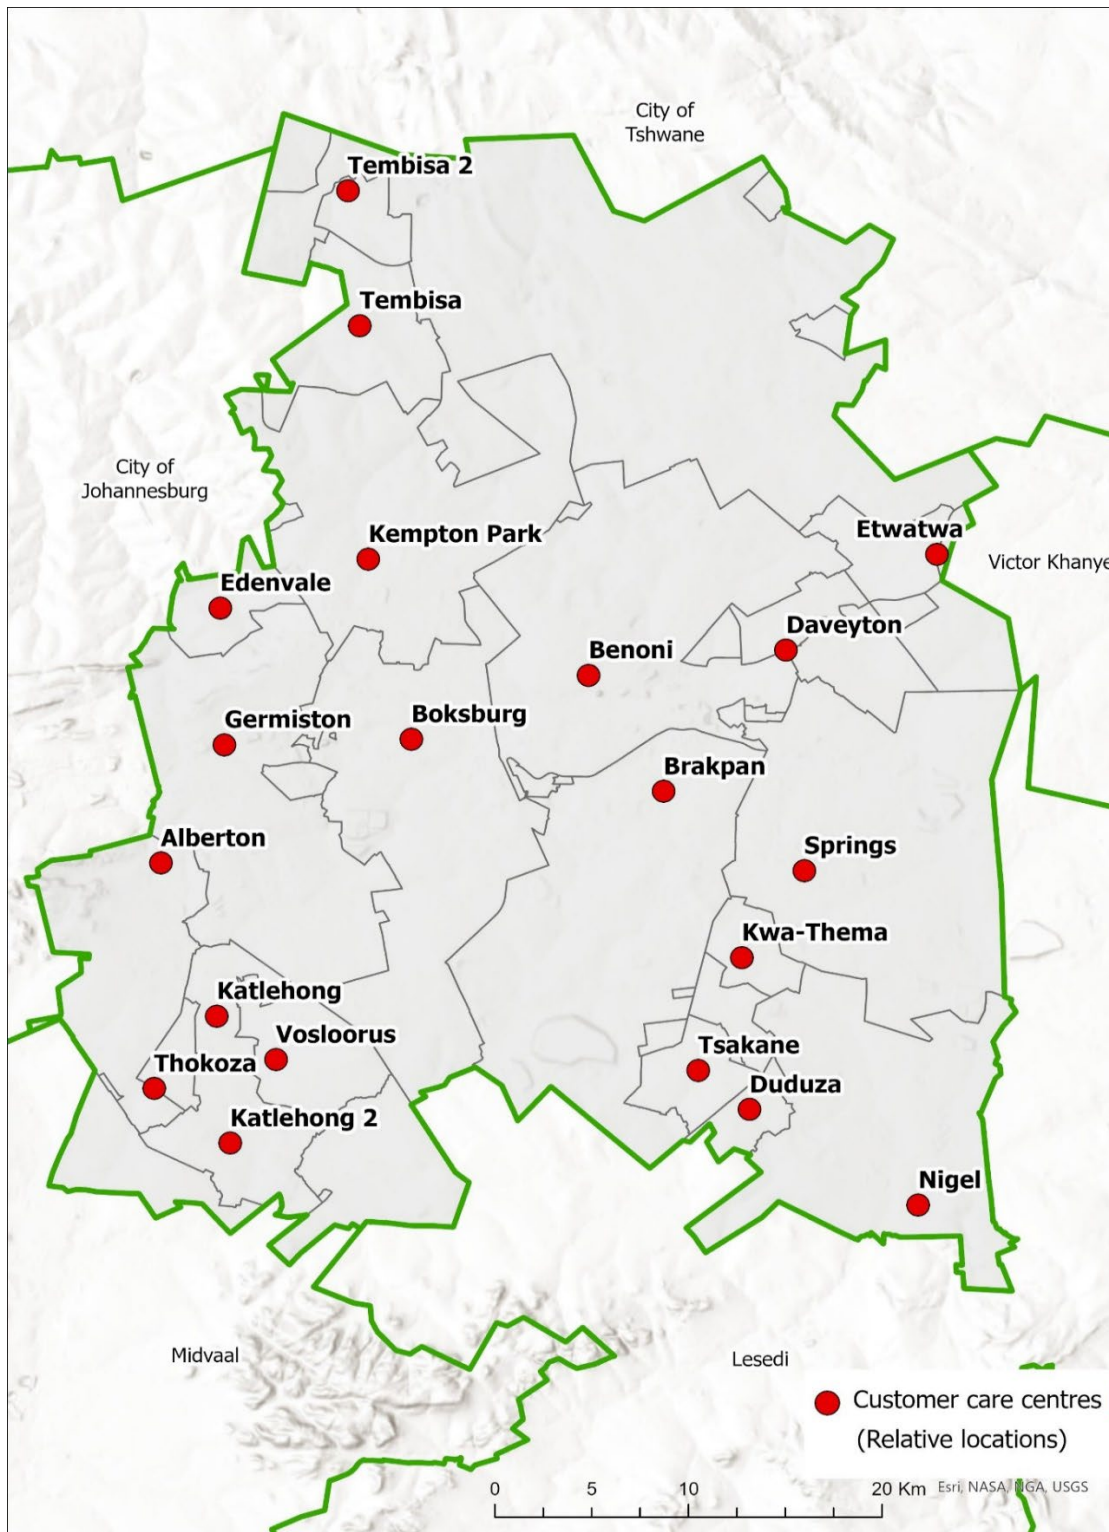 City of
Tshwane
Tembisa 2
Tembisa
City of
Johannesburg
Kempton Park
Etwatwa
Victor Khanye
Edenvale
Daveyton
Benoni
Germiston
Boksburg
Brakpan
Alberton
Springs
Kwa-Thema
Katlehong
Vosloorus
Tsakane
Thokoza
Duduza
Katlehong 2
Nigel
Midvaal
Lesedi
Customer care centres
(Relative locations)
0 5 10 20 Km
Esri, NASA, NGA, USGS